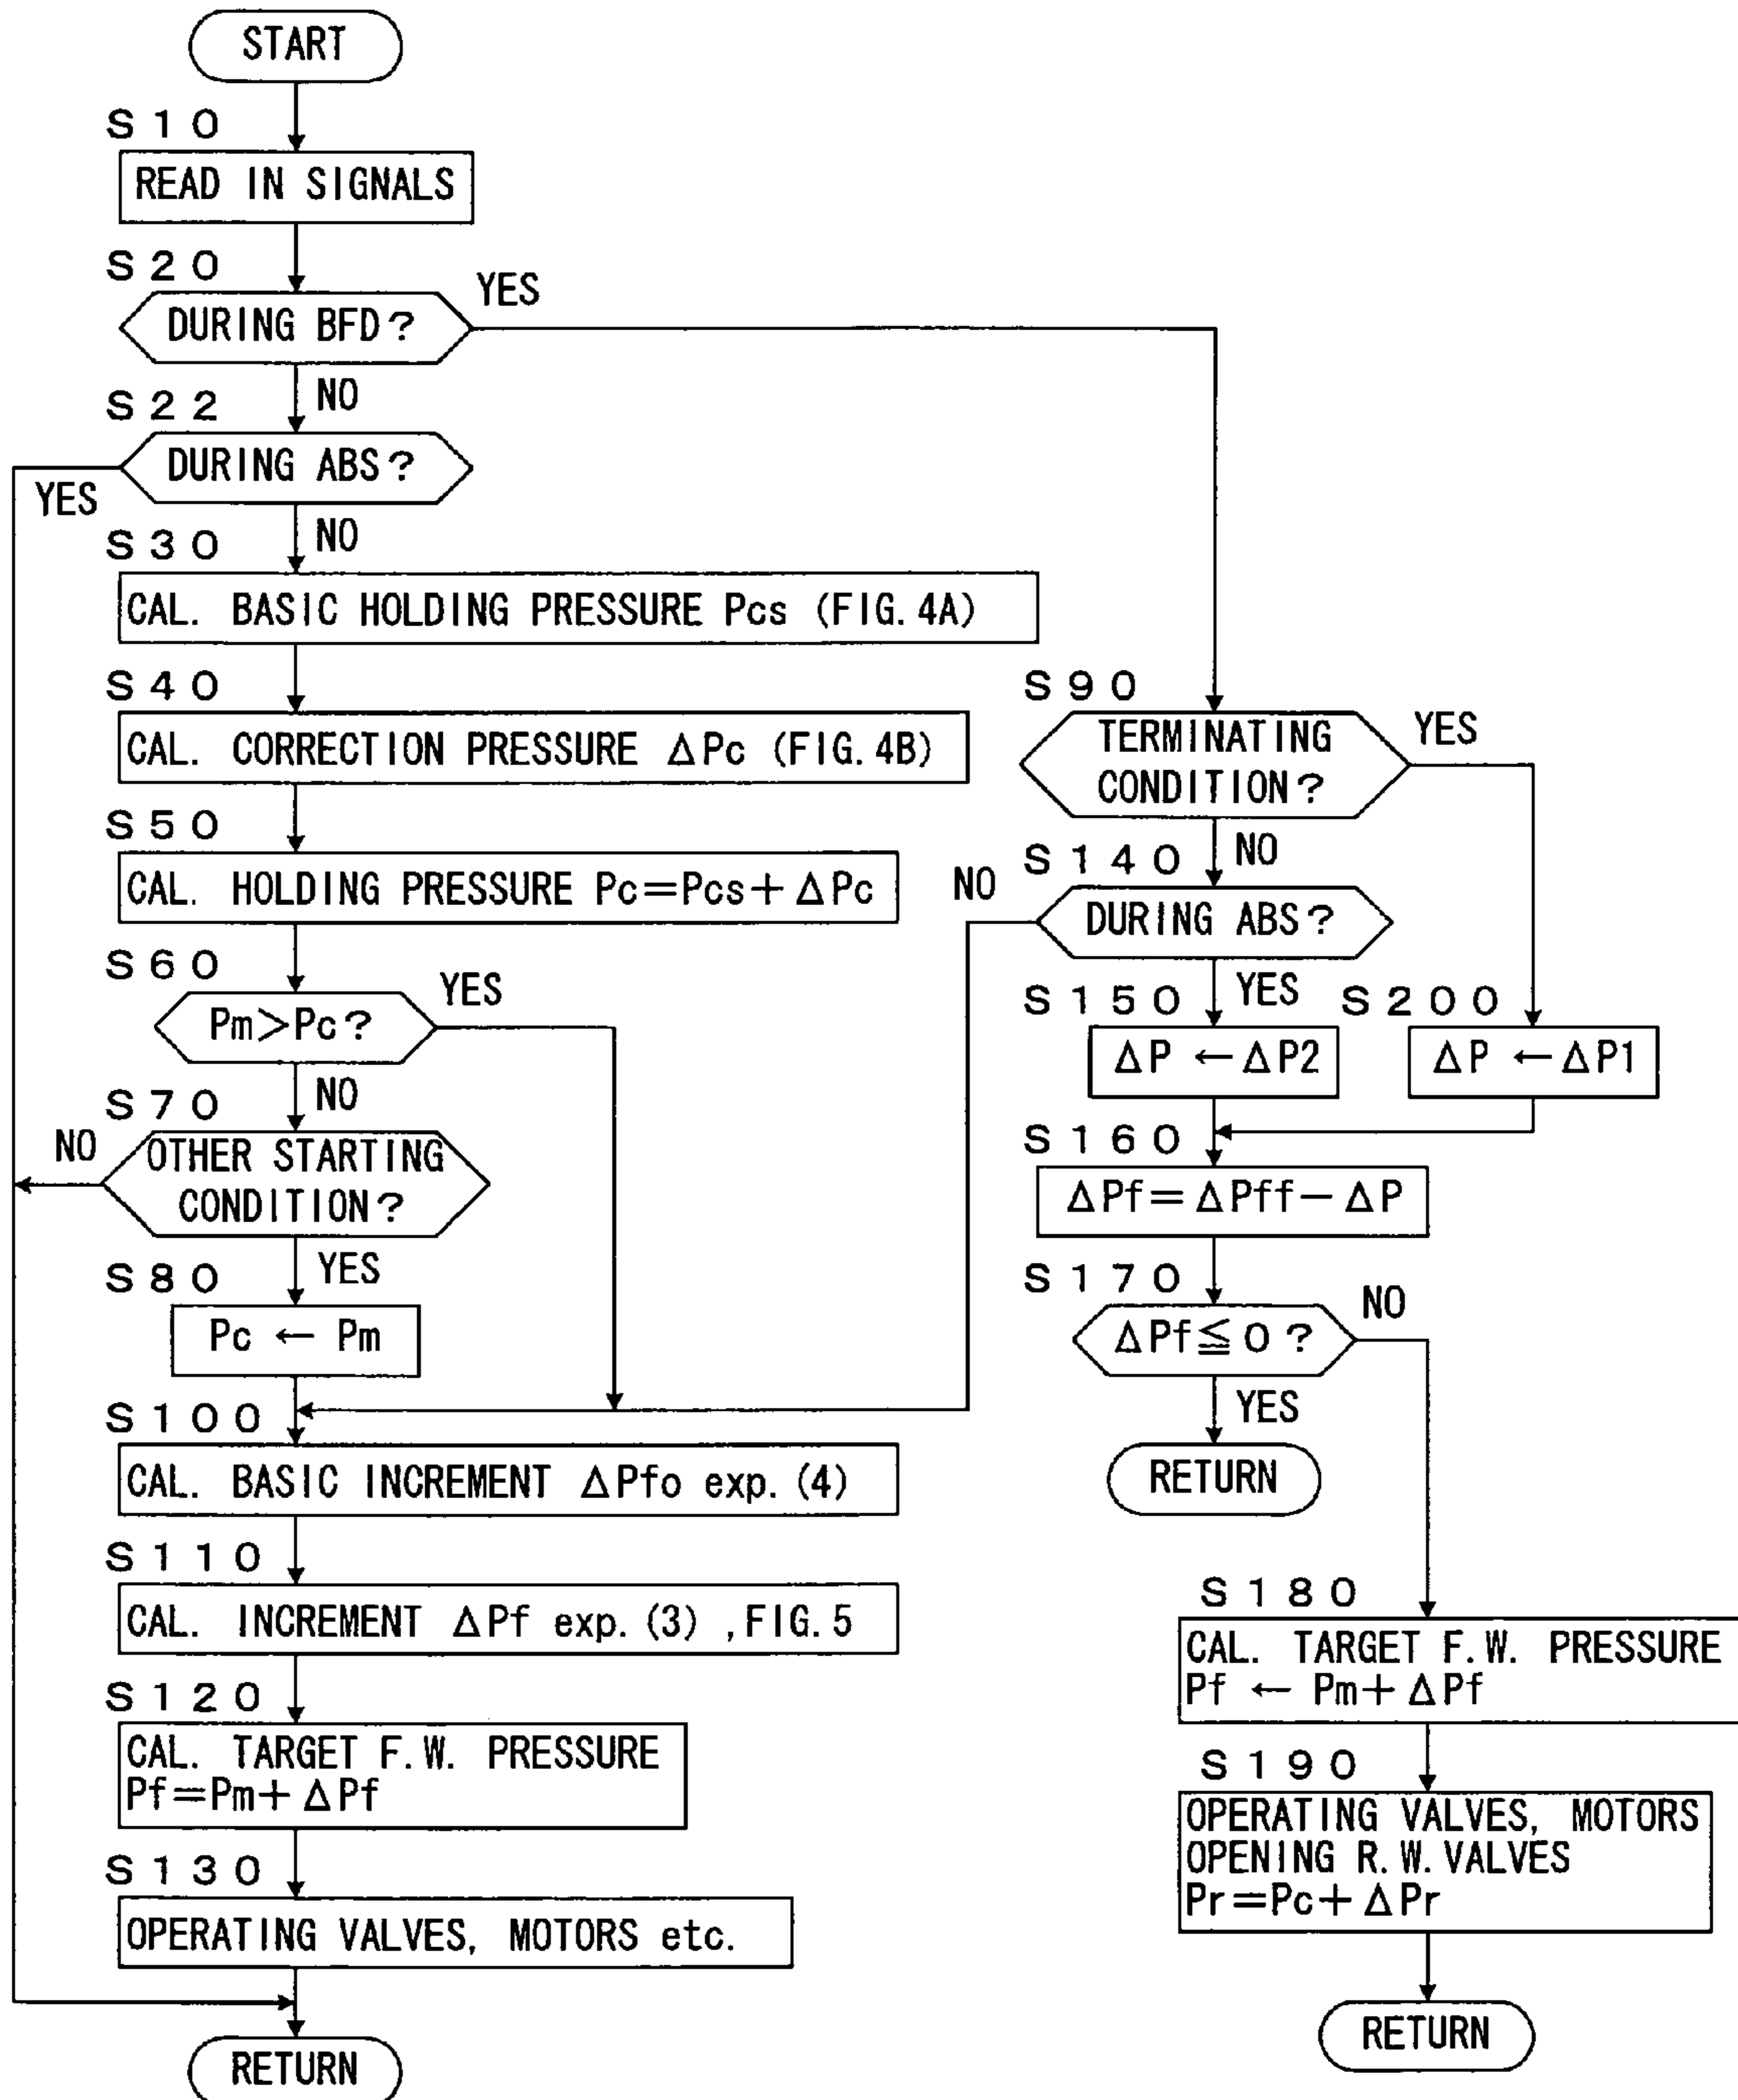 START
S10
READ IN SIGNALS
S20
DURING BFD?
YES
NO
S22
DURING ABS?
YES
NO
S30
CAL. BASIC HOLDING PRESSURE Pcs (FIG. 4A)
S40
CAL. CORRECTION PRESSURE ΔPc (FIG. 4B)
S50
CAL. HOLDING PRESSURE Pc=Pcs+ΔPc
S60
Pm>Pc?
YES
NO
S70
OTHER STARTING
CONDITION?
NO
YES
S80
Pc ← Pm
S100
CAL. BASIC INCREMENT ΔPfo exp. (4)
S110
CAL. INCREMENT ΔPf exp. (3) ,FIG. 5
S120
CAL. TARGET F.W. PRESSURE
Pf=Pm+ΔPf
S130
OPERATING VALVES, MOTORS etc.
RETURN
S90
TERMINATING
CONDITION?
YES
NO
S140
DURING ABS?
NO
YES
S150
ΔP ← ΔP2
S200
ΔP ← ΔP1
S160
ΔPf=ΔPff−ΔP
S170
ΔPf≦0?
NO
YES
RETURN
S180
CAL. TARGET F.W. PRESSURE
Pf ← Pm+ΔPf
S190
OPERATING VALVES, MOTORS
OPENING R.W.VALVES
Pr=Pc+ΔPr
RETURN